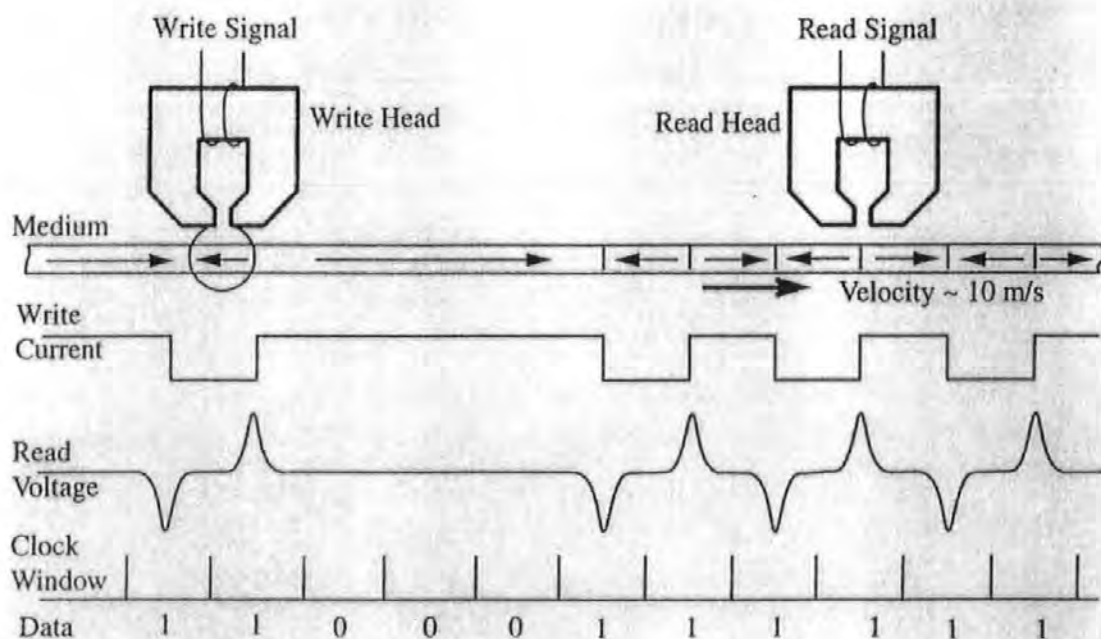 Write Signal
Read Signal
Write Head
Read Head
Medium
Velocity ~ 10 m/s
Write
Current
Read
Voltage
Clock
Window
Data 1 1 0 0 0 1 1 1 1 1 1